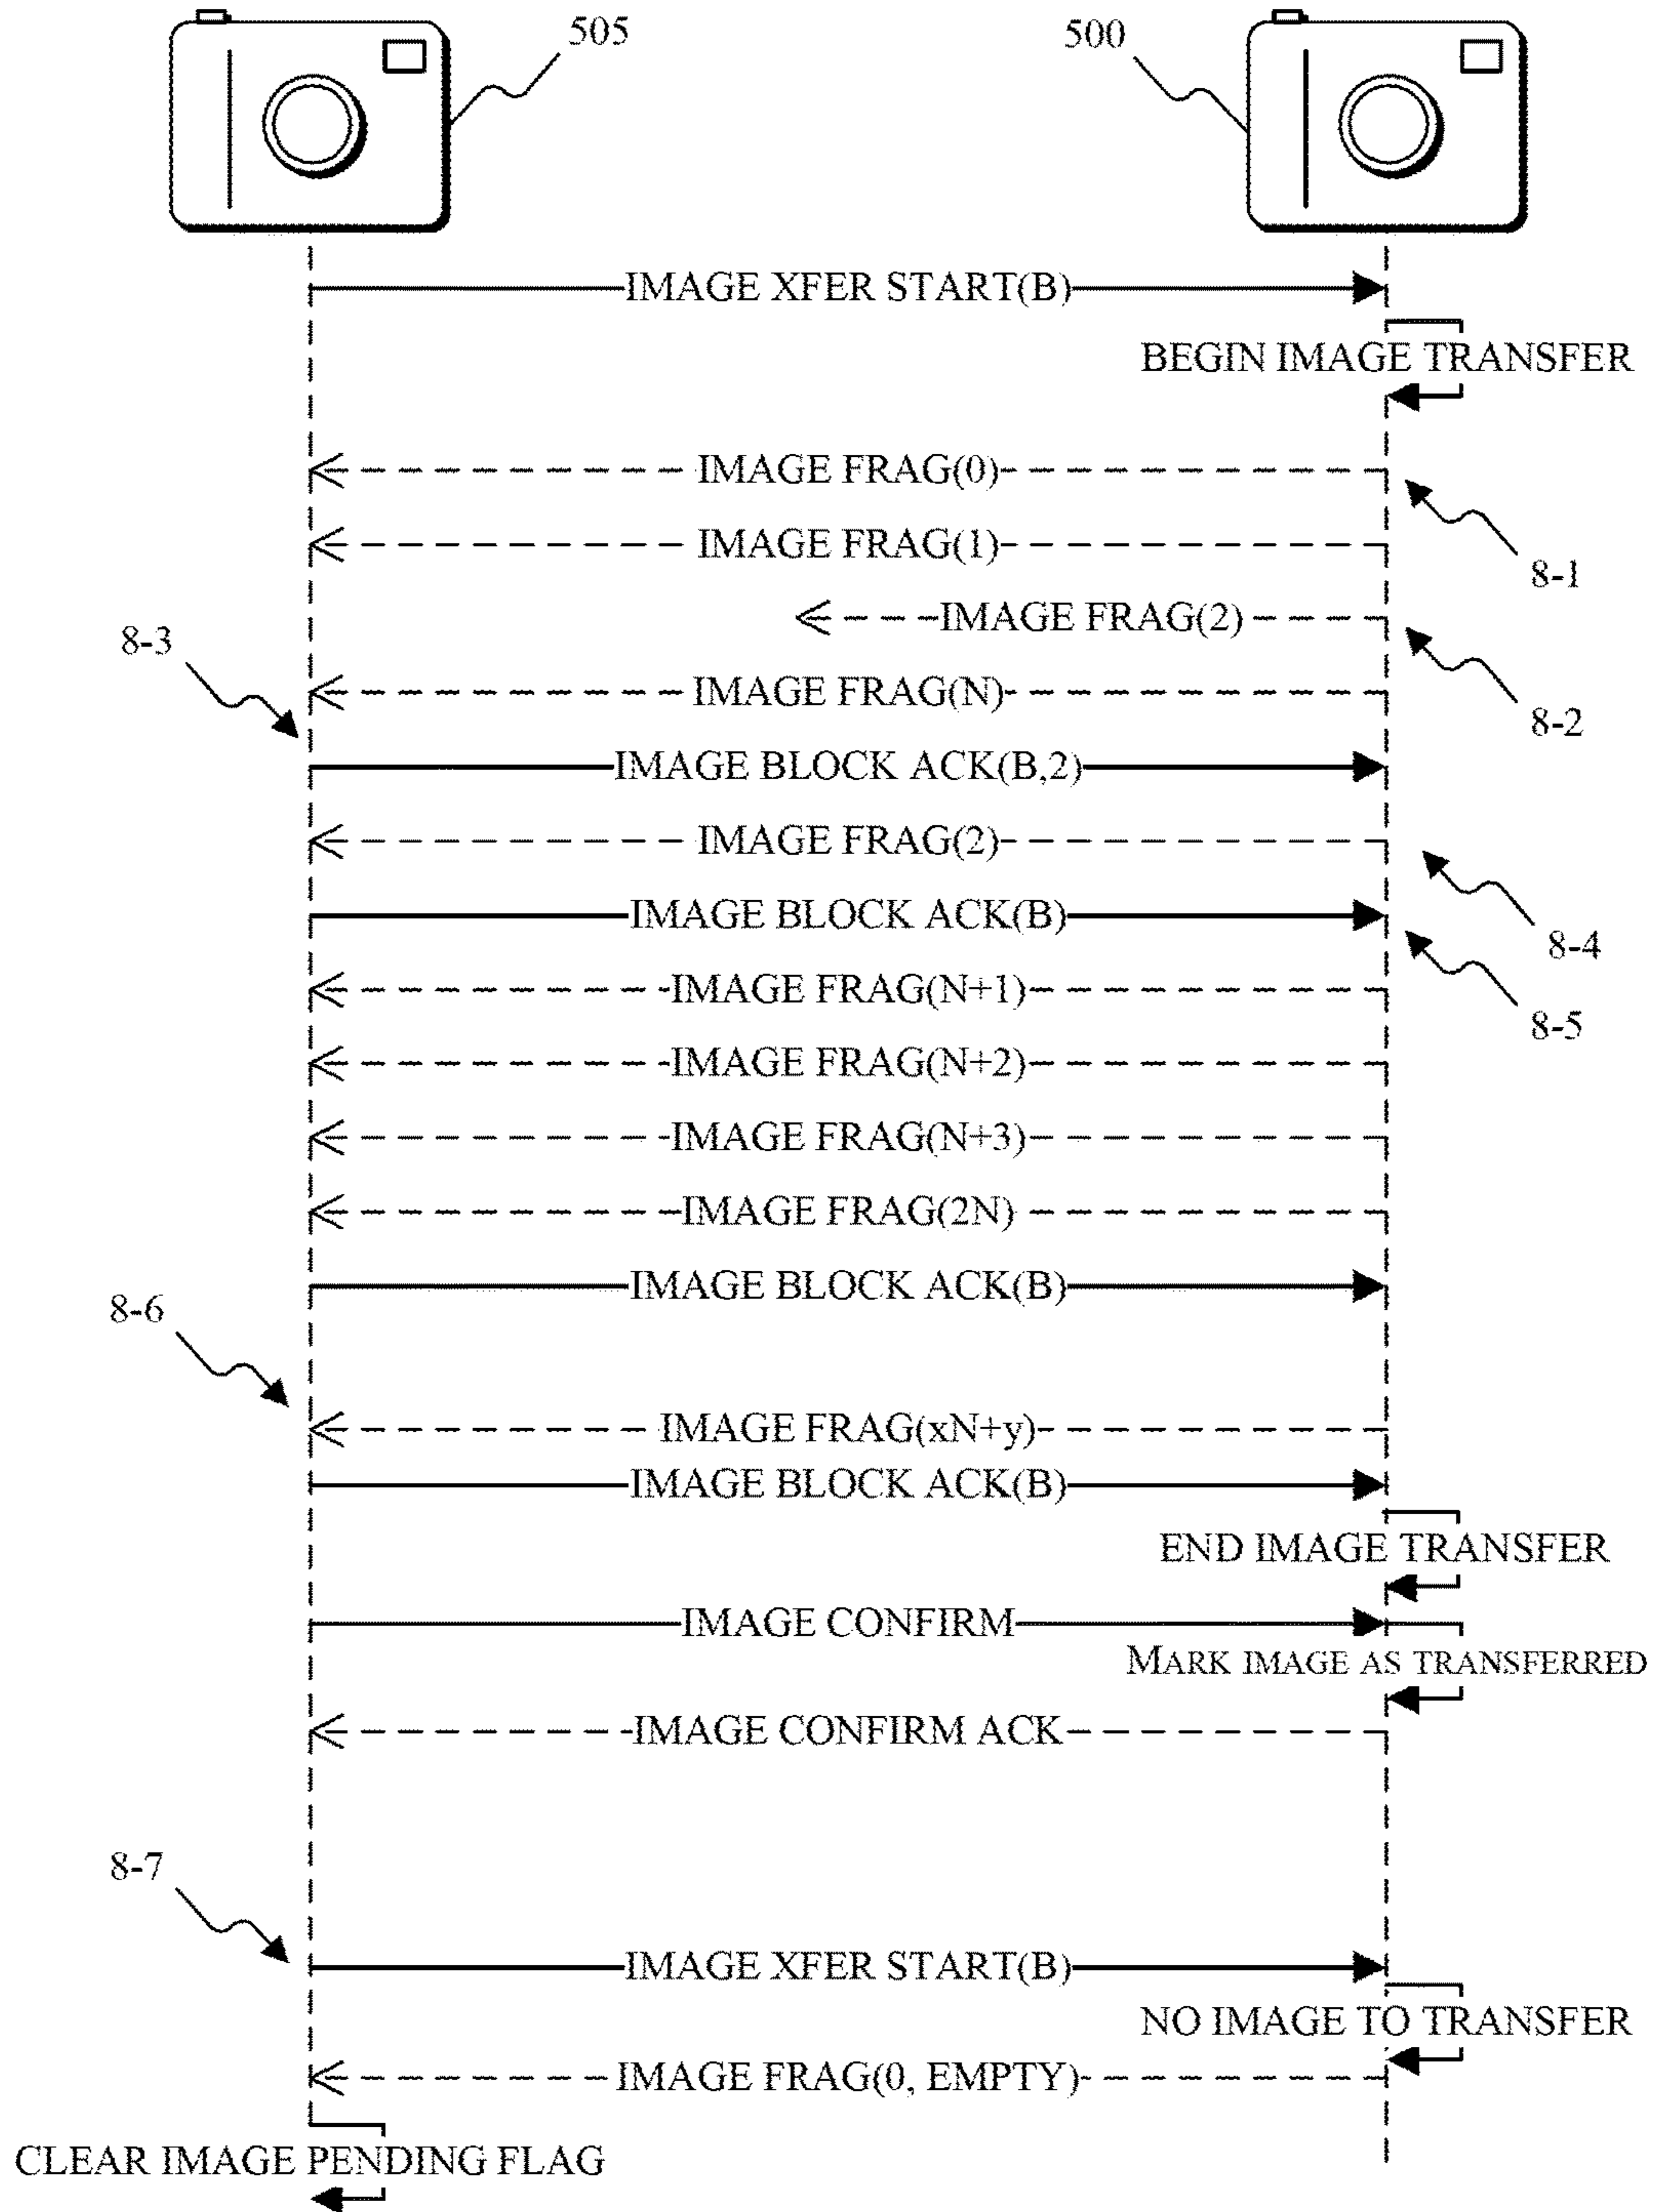 505
500
IMAGE XFER START(B)
BEGIN IMAGE TRANSFER
IMAGE FRAG(0)
IMAGE FRAG(1)
8-1
IMAGE FRAG(2)
8-3
IMAGE FRAG(N)
8-2
IMAGE BLOCK ACK(B,2)
IMAGE FRAG(2)
IMAGE BLOCK ACK(B)
8-4
IMAGE FRAG(N+1)
8-5
IMAGE FRAG(N+2)
IMAGE FRAG(N+3)
IMAGE FRAG(2N)
IMAGE BLOCK ACK(B)
8-6
IMAGE FRAG(xN+y)
IMAGE BLOCK ACK(B)
END IMAGE TRANSFER
IMAGE CONFIRM
MARK IMAGE AS TRANSFERRED
IMAGE CONFIRM ACK
8-7
IMAGE XFER START(B)
NO IMAGE TO TRANSFER
IMAGE FRAG(0, EMPTY)
CLEAR IMAGE PENDING FLAG